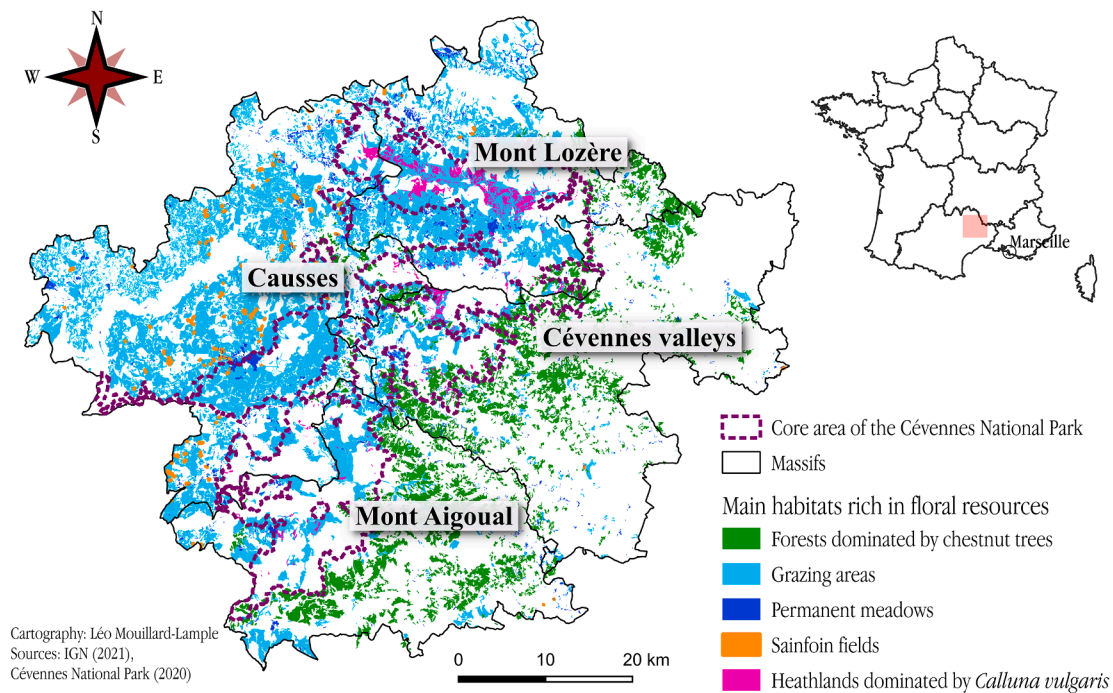 N
W
E
S
Mont Lozère
Marseille
Causses
Cévennes valleys
Mont Aigoual
Core area of the Cévennes National Park
Massifs
Main habitats rich in floral resources
Forests dominated by chestnut trees
Grazing areas
Permanent meadows
Sainfoin fields
Heathlands dominated by Calluna vulgaris
Cartography: Léo Mouillard-Lample
Sources: IGN (2021),
Cévennes National Park (2020)
0 10 20 km